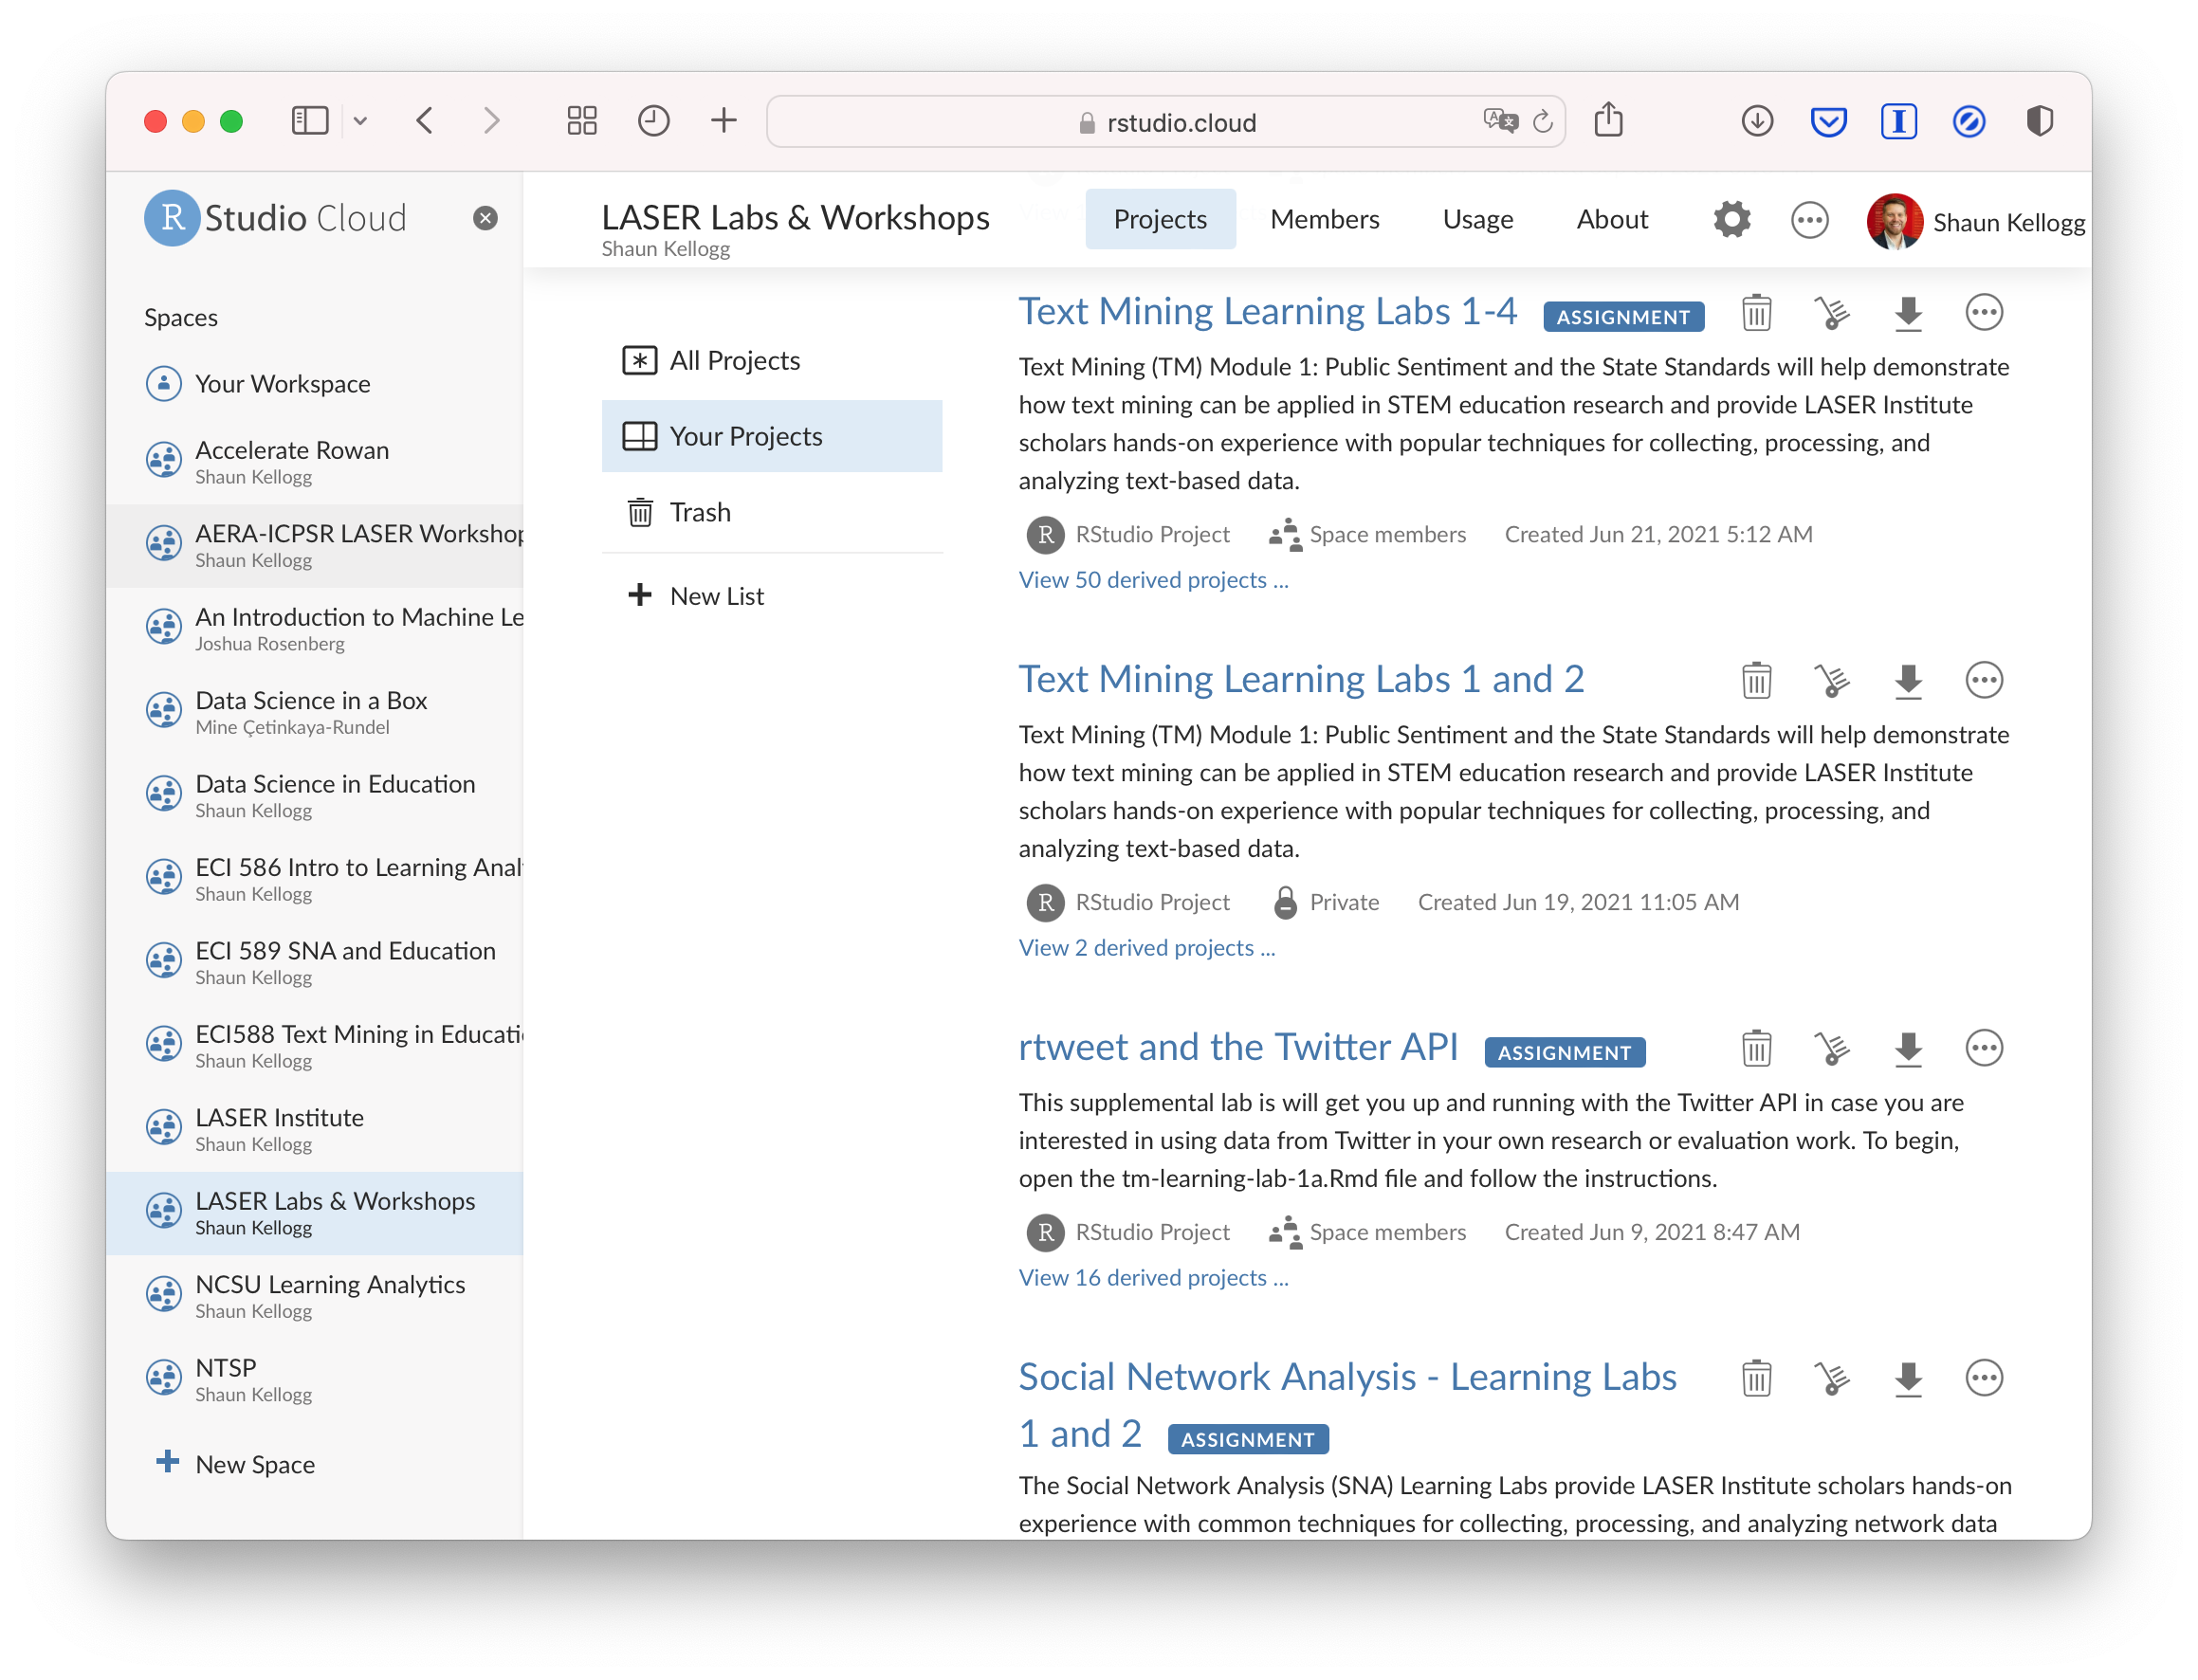 rstudio.cloud
R Studio Cloud
Spaces
Your Workspace
Accelerate Rowan
Shaun Kellogg
AERA-ICPSR LASER Workshop
Shaun Kellogg
An Introduction to Machine Le
Joshua Rosenberg
Data Science in a Box
Mine Çetinkaya-Rundel
Data Science in Education
Shaun Kellogg
ECI 586 Intro to Learning Anal
Shaun Kellogg
ECI 589 SNA and Education
Shaun Kellogg
ECI588 Text Mining in Educati
Shaun Kellogg
LASER Institute
Shaun Kellogg
LASER Labs & Workshops
Shaun Kellogg
NCSU Learning Analytics
Shaun Kellogg
NTSP
Shaun Kellogg
New Space
LASER Labs & Workshops
Shaun Kellogg
Projects
Members
Usage
About
Shaun Kellogg
All Projects
Your Projects
Trash
New List
Text Mining Learning Labs 1-4 ASSIGNMENT
Text Mining (TM) Module 1: Public Sentiment and the State Standards will help demonstrate
how text mining can be applied in STEM education research and provide LASER Institute
scholars hands-on experience with popular techniques for collecting, processing, and
analyzing text-based data.
R RStudio Project Space members Created Jun 21, 2021 5:12 AM
View 50 derived projects ...
Text Mining Learning Labs 1 and 2
Text Mining (TM) Module 1: Public Sentiment and the State Standards will help demonstrate
how text mining can be applied in STEM education research and provide LASER Institute
scholars hands-on experience with popular techniques for collecting, processing, and
analyzing text-based data.
R RStudio Project Private Created Jun 19, 2021 11:05 AM
View 2 derived projects ...
rtweet and the Twitter API ASSIGNMENT
This supplemental lab is will get you up and running with the Twitter API in case you are
interested in using data from Twitter in your own research or evaluation work. To begin,
open the tm-learning-lab-1a.Rmd file and follow the instructions.
R RStudio Project Space members Created Jun 9, 2021 8:47 AM
View 16 derived projects ...
Social Network Analysis - Learning Labs
1 and 2 ASSIGNMENT
The Social Network Analysis (SNA) Learning Labs provide LASER Institute scholars hands-on
experience with common techniques for collecting, processing, and analyzing network data